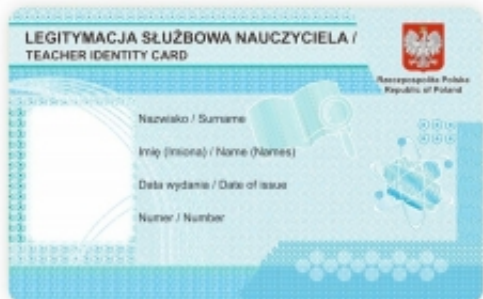 LEGITYMACJA SŁUŻBOWA NAUCZYCIELA /
TEACHER IDENTITY CARD
Rzeczpospolita Polska
Republic of Poland
Nazwisko / Surname
Imię (Imiona) / Name (Names)
Data wydania / Date of issue
Numer / Number